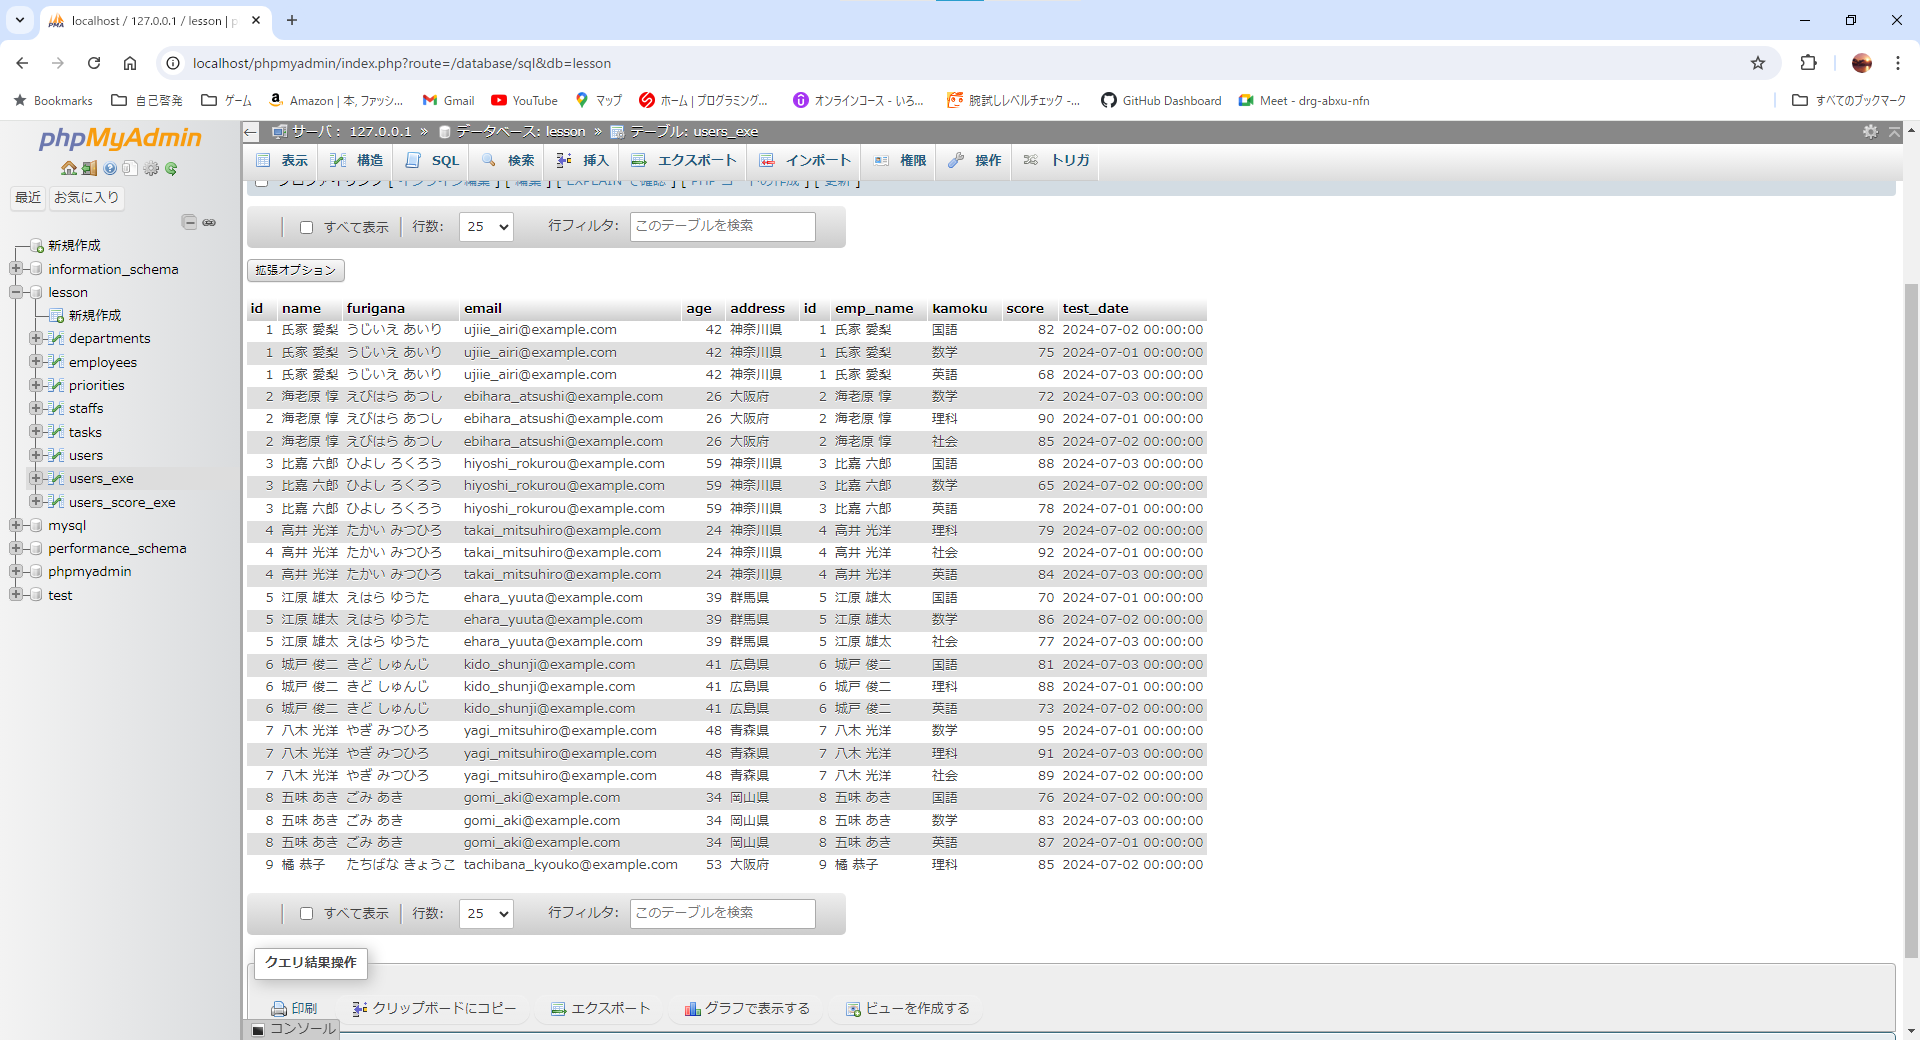 localhost / 127.0.0.1 / lesson | p
localhost/phpmyadmin/index.php?route=/database/sql&db=lesson
Bookmarks 自己啓発 ゲーム Amazon | 本, ファッシ... Gmail YouTube マップ ホーム | プログラミング... オンラインコース - いろ... 腕試しレベルチェック -... GitHub Dashboard Meet - drg-abxu-nfn すべてのブックマーク
phpMyAdmin
最近 お気に入り
新規作成
information_schema
lesson
新規作成
departments
employees
priorities
staffs
tasks
users
users_exe
users_score_exe
mysql
performance_schema
phpmyadmin
test
サーバ: 127.0.0.1 » データベース: lesson » テーブル: users_exe
表示 構造 SQL 検索 挿入 エクスポート インポート 権限 操作 トリガ
プロファイリング [ インライン編集 ] [ 編集 ] [ EXPLAIN で確認 ] [ PHP コードの作成 ] [ 更新 ]
すべて表示 行数: 25 行フィルタ: このテーブルを検索
拡張オプション
id name furigana email age address id emp_name kamoku score test_date
1 氏家 愛梨 うじいえ あいり ujiie_airi@example.com 42 神奈川県 1 氏家 愛梨 国語 82 2024-07-02 00:00:00
1 氏家 愛梨 うじいえ あいり ujiie_airi@example.com 42 神奈川県 1 氏家 愛梨 数学 75 2024-07-01 00:00:00
1 氏家 愛梨 うじいえ あいり ujiie_airi@example.com 42 神奈川県 1 氏家 愛梨 英語 68 2024-07-03 00:00:00
2 海老原 惇 えびはら あつし ebihara_atsushi@example.com 26 大阪府 2 海老原 惇 数学 72 2024-07-03 00:00:00
2 海老原 惇 えびはら あつし ebihara_atsushi@example.com 26 大阪府 2 海老原 惇 理科 90 2024-07-01 00:00:00
2 海老原 惇 えびはら あつし ebihara_atsushi@example.com 26 大阪府 2 海老原 惇 社会 85 2024-07-02 00:00:00
3 比嘉 六郎 ひよし ろくろう hiyoshi_rokurou@example.com 59 神奈川県 3 比嘉 六郎 国語 88 2024-07-03 00:00:00
3 比嘉 六郎 ひよし ろくろう hiyoshi_rokurou@example.com 59 神奈川県 3 比嘉 六郎 数学 65 2024-07-02 00:00:00
3 比嘉 六郎 ひよし ろくろう hiyoshi_rokurou@example.com 59 神奈川県 3 比嘉 六郎 英語 78 2024-07-01 00:00:00
4 高井 光洋 たかい みつひろ takai_mitsuhiro@example.com 24 神奈川県 4 高井 光洋 理科 79 2024-07-02 00:00:00
4 高井 光洋 たかい みつひろ takai_mitsuhiro@example.com 24 神奈川県 4 高井 光洋 社会 92 2024-07-01 00:00:00
4 高井 光洋 たかい みつひろ takai_mitsuhiro@example.com 24 神奈川県 4 高井 光洋 英語 84 2024-07-03 00:00:00
5 江原 雄太 えはら ゆうた ehara_yuuta@example.com 39 群馬県 5 江原 雄太 国語 70 2024-07-01 00:00:00
5 江原 雄太 えはら ゆうた ehara_yuuta@example.com 39 群馬県 5 江原 雄太 数学 86 2024-07-02 00:00:00
5 江原 雄太 えはら ゆうた ehara_yuuta@example.com 39 群馬県 5 江原 雄太 社会 77 2024-07-03 00:00:00
6 城戸 俊二 きど しゅんじ kido_shunji@example.com 41 広島県 6 城戸 俊二 国語 81 2024-07-03 00:00:00
6 城戸 俊二 きど しゅんじ kido_shunji@example.com 41 広島県 6 城戸 俊二 理科 88 2024-07-01 00:00:00
6 城戸 俊二 きど しゅんじ kido_shunji@example.com 41 広島県 6 城戸 俊二 英語 73 2024-07-02 00:00:00
7 八木 光洋 やぎ みつひろ yagi_mitsuhiro@example.com 48 青森県 7 八木 光洋 数学 95 2024-07-01 00:00:00
7 八木 光洋 やぎ みつひろ yagi_mitsuhiro@example.com 48 青森県 7 八木 光洋 理科 91 2024-07-03 00:00:00
7 八木 光洋 やぎ みつひろ yagi_mitsuhiro@example.com 48 青森県 7 八木 光洋 社会 89 2024-07-02 00:00:00
8 五味 あき ごみ あき gomi_aki@example.com 34 岡山県 8 五味 あき 国語 76 2024-07-02 00:00:00
8 五味 あき ごみ あき gomi_aki@example.com 34 岡山県 8 五味 あき 数学 83 2024-07-03 00:00:00
8 五味 あき ごみ あき gomi_aki@example.com 34 岡山県 8 五味 あき 英語 87 2024-07-01 00:00:00
9 橘 恭子 たちばな きょうこ tachibana_kyouko@example.com 53 大阪府 9 橘 恭子 理科 85 2024-07-02 00:00:00
すべて表示 行数: 25 行フィルタ: このテーブルを検索
クエリ結果操作
印刷 クリップボードにコピー エクスポート グラフで表示する ビューを作成する
コンソール